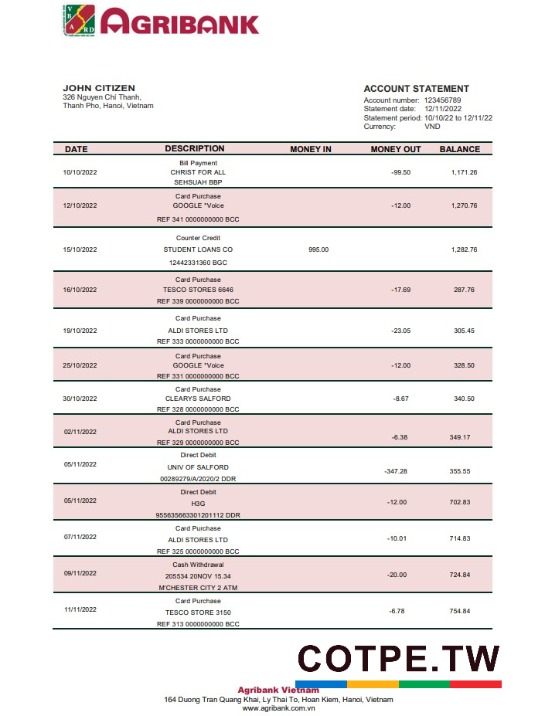 VBARD AGRIBANK
JOHN CITIZEN
326 Nguyen Chí Thanh,
Thanh Pho, Hanoi, Vietnam
ACCOUNT STATEMENT
Account number: 123456789
Statement date: 12/11/2022
Statement period: 10/10/22 to 12/11/22
Currency: VND
DATE DESCRIPTION MONEY IN MONEY OUT BALANCE
Bill Payment
10/10/2022 CHRIST FOR ALL -99.50 1,171.26
SEHSUAH BBP
Card Purchase
12/10/2022 GOOGLE *Voice -12.00 1,270.76
REF 341 0000000000 BCC
Counter Credit
15/10/2022 STUDENT LOANS CO 995.00 1,282.76
12442331360 BGC
Card Purchase
16/10/2022 TESCO STORES 6646 -17.69 287.76
REF 339 0000000000 BCC
Card Purchase
19/10/2022 ALDI STORES LTD -23.05 305.45
REF 333 0000000000 BCC
Card Purchase
25/10/2022 GOOGLE *Voice -12.00 328.50
REF 331 0000000000 BCC
Card Purchase
30/10/2022 CLEARYS SALFORD -8.67 340.50
REF 328 0000000000 BCC
Card Purchase
02/11/2022 ALDI STORES LTD -6.38 349.17
REF 329 0000000000 BCC
Direct Debit
05/11/2022 UNIV OF SALFORD -347.28 355.55
00289279/A/2020/2 DDR
Direct Debit
05/11/2022 H3G -12.00 702.83
955635663301201112 DDR
Card Purchase
07/11/2022 ALDI STORES LTD -10.01 714.83
REF 325 0000000000 BCC
Cash Withdrawal
09/11/2022 205534 20NOV 15.34 -20.00 724.84
M'CHESTER CITY 2 ATM
Card Purchase
11/11/2022 TESCO STORE 3150 -6.78 754.84
REF 313 0000000000 BCC
COTPE.TW
Agribank Vietnam
164 Duong Tran Quang Khai, Ly Thai To, Hoan Kiem, Hanoi, Vietnam
www.agribank.com.vn